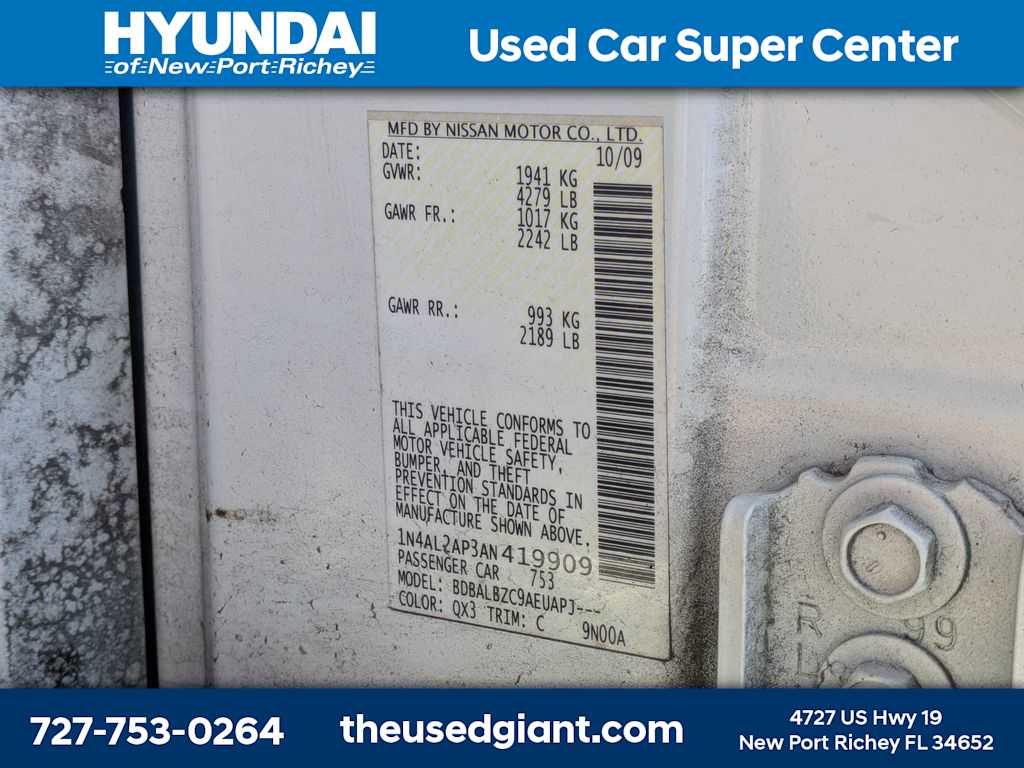 HYUNDAI
of New Port Richey
Used Car Super Center
MFD BY NISSAN MOTOR CO., LTD.
DATE: 10/09
GVWR: 1941 KG
4279 LB
GAWR FR.: 1017 KG
2242 LB
GAWR RR.: 993 KG
2189 LB
THIS VEHICLE CONFORMS TO
ALL APPLICABLE FEDERAL
MOTOR VEHICLE SAFETY,
BUMPER, AND THEFT
PREVENTION STANDARDS IN
EFFECT ON THE DATE OF
MANUFACTURE SHOWN ABOVE.
1N4AL2AP3AN419909
PASSENGER CAR 753
MODEL: BDBALBZC9AEUAPJ---
COLOR: QX3 TRIM: C 9N00A
R 99
L
727-753-0264
theusedgiant.com
4727 US Hwy 19
New Port Richey FL 34652